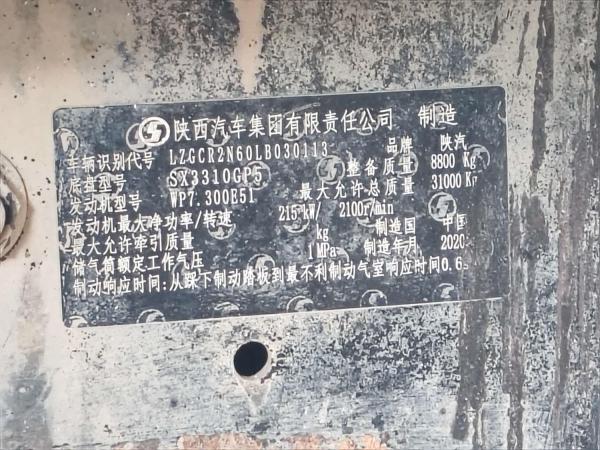 陕西汽车集团有限责任公司 制造
车辆识别代号 LZGCR2N60LB030113 品牌 陕汽
底盘型号 SX3310GP5 整备质量 8800 Kg
发动机型号 WP7.300E51 最大允许总质量 31000 Kg
发动机最大净功率/转速 215 kW/ 2100r/min
最大允许牵引质量 kg 制造国 中国
储气筒额定工作气压 1 MPa 制造年月 2020
制动响应时间:从踩下制动踏板到最不利制动气室响应时间0.6